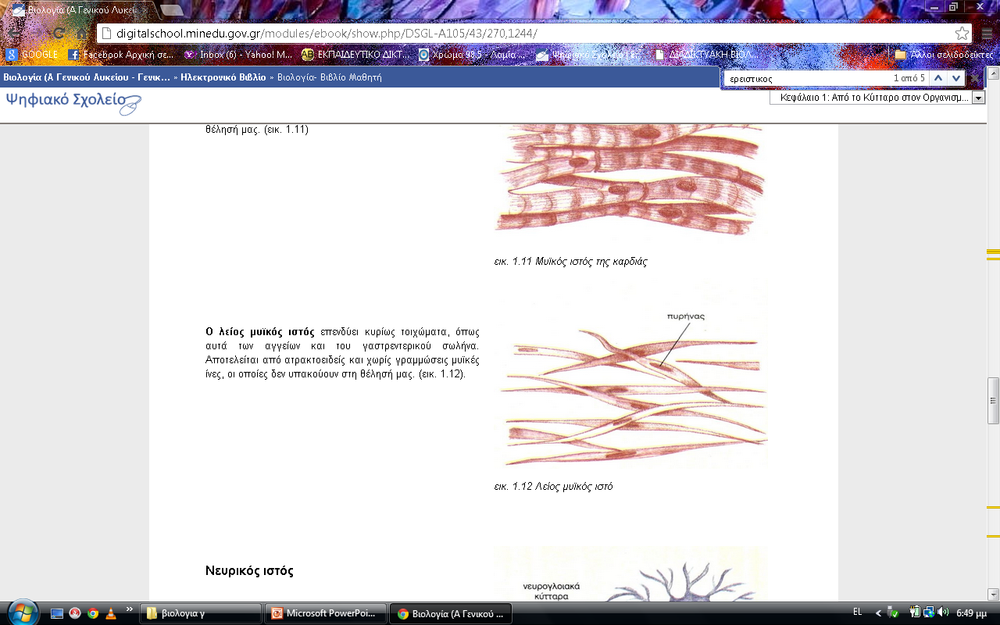 Βιολογία (Α Γενικού Λυκεί
digitalschool.minedu.gov.gr/modules/ebook/show.php/DSGL-A105/43/270,1244/
GOOGLE Facebook Αρχική σε... Inbox (6) - Yahoo! M... ΕΚΠΑΙΔΕΥΤΙΚΟ ΔΙΚΤ... Χρώμα 98.5 - Λαμία ... Ψηφιακό Σχολείο | Ε... ΔΙΑΔΙΚΤΥΑΚΗ ΒΙΟΛ... Άλλοι σελιδοδείκτες
Βιολογία (Α Γενικού Λυκείου - Γενικ... » Ηλεκτρονικό Βιβλίο » Βιολογία- Βιβλίο Μαθητή
ερειστικος 1 από 5
Ψηφιακό Σχολείο
Κεφάλαιο 1: Από το Κύτταρο στον Οργανισμ...
θέλησή μας. (εικ. 1.11)
εικ. 1.11 Μυϊκός ιστός της καρδιάς
πυρήνας
Ο λείος μυϊκός ιστός επενδύει κυρίως τοιχώματα, όπως
αυτά των αγγείων και του γαστρεντερικού σωλήνα.
Αποτελείται από ατρακτοειδείς και χωρίς γραμμώσεις μυϊκές
ίνες, οι οποίες δεν υπακούουν στη θέλησή μας. (εικ. 1.12).
εικ. 1.12 Λείος μυϊκός ιστό
Νευρικός ιστός
νευρογλοιακά
κύτταρα
βιολογια γ
Microsoft PowerPoi...
Βιολογία (Α Γενικού ...
EL
6:49 μμ